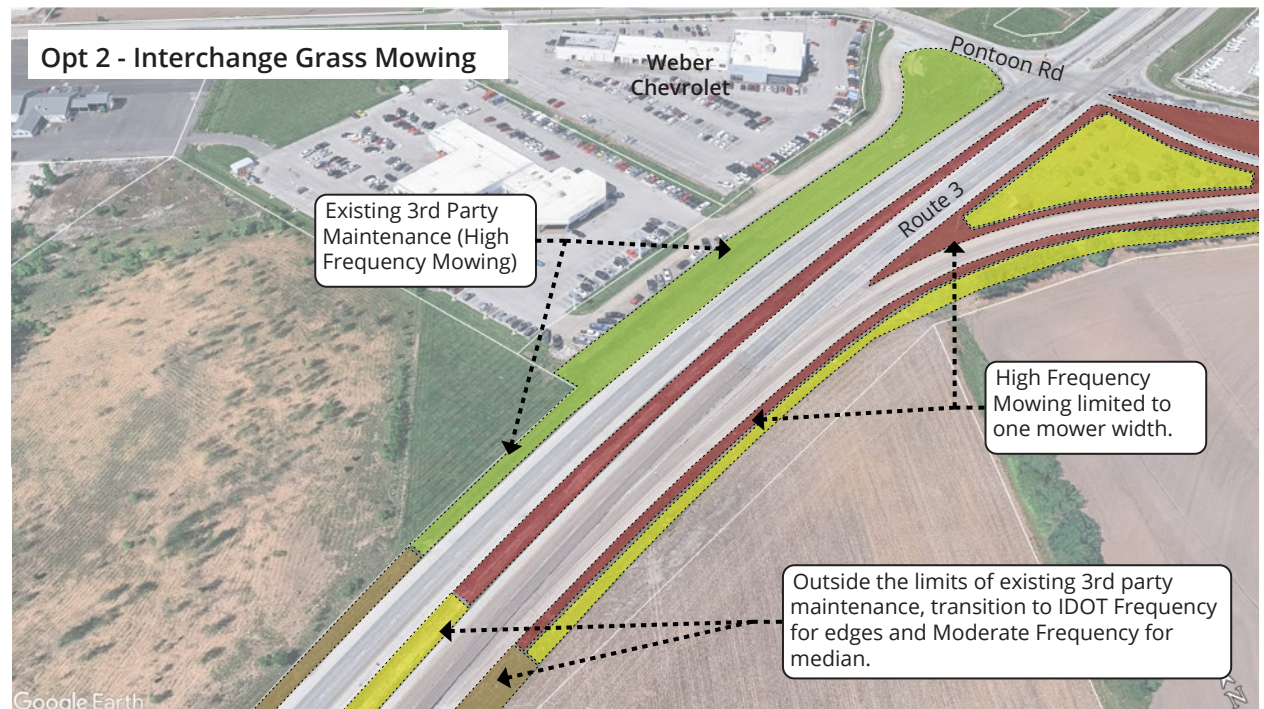 Opt 2 - Interchange Grass Mowing
Weber
Chevrolet
Pontoon Rd
Existing 3rd Party
Maintenance (High
Frequency Mowing)
Route 3
High Frequency
Mowing limited to
one mower width.
Outside the limits of existing 3rd party
maintenance, transition to IDOT Frequency
for edges and Moderate Frequency for
median.
Google Earth
N